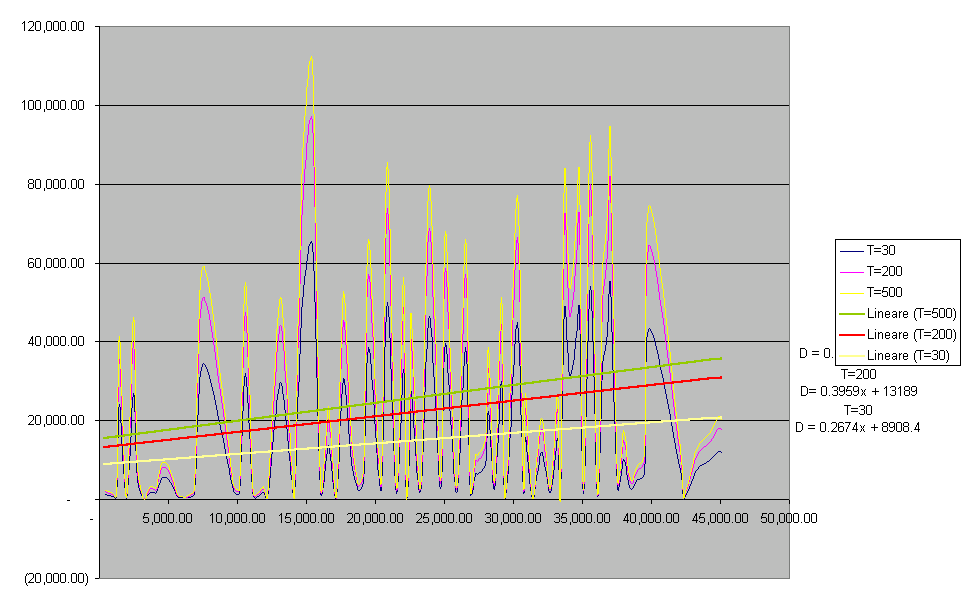 120,000.00
100,000.00
80,000.00
60,000.00
40,000.00
20,000.00
-
(20,000.00)
- 5,000.00 10,000.00 15,000.00 20,000.00 25,000.00 30,000.00 35,000.00 40,000.00 45,000.00 50,000.00
T=30
T=200
T=500
Lineare (T=500)
Lineare (T=200)
Lineare (T=30)
D = 0.
T=200
D= 0.3959x + 13189
T=30
D = 0.2674x + 8908.4